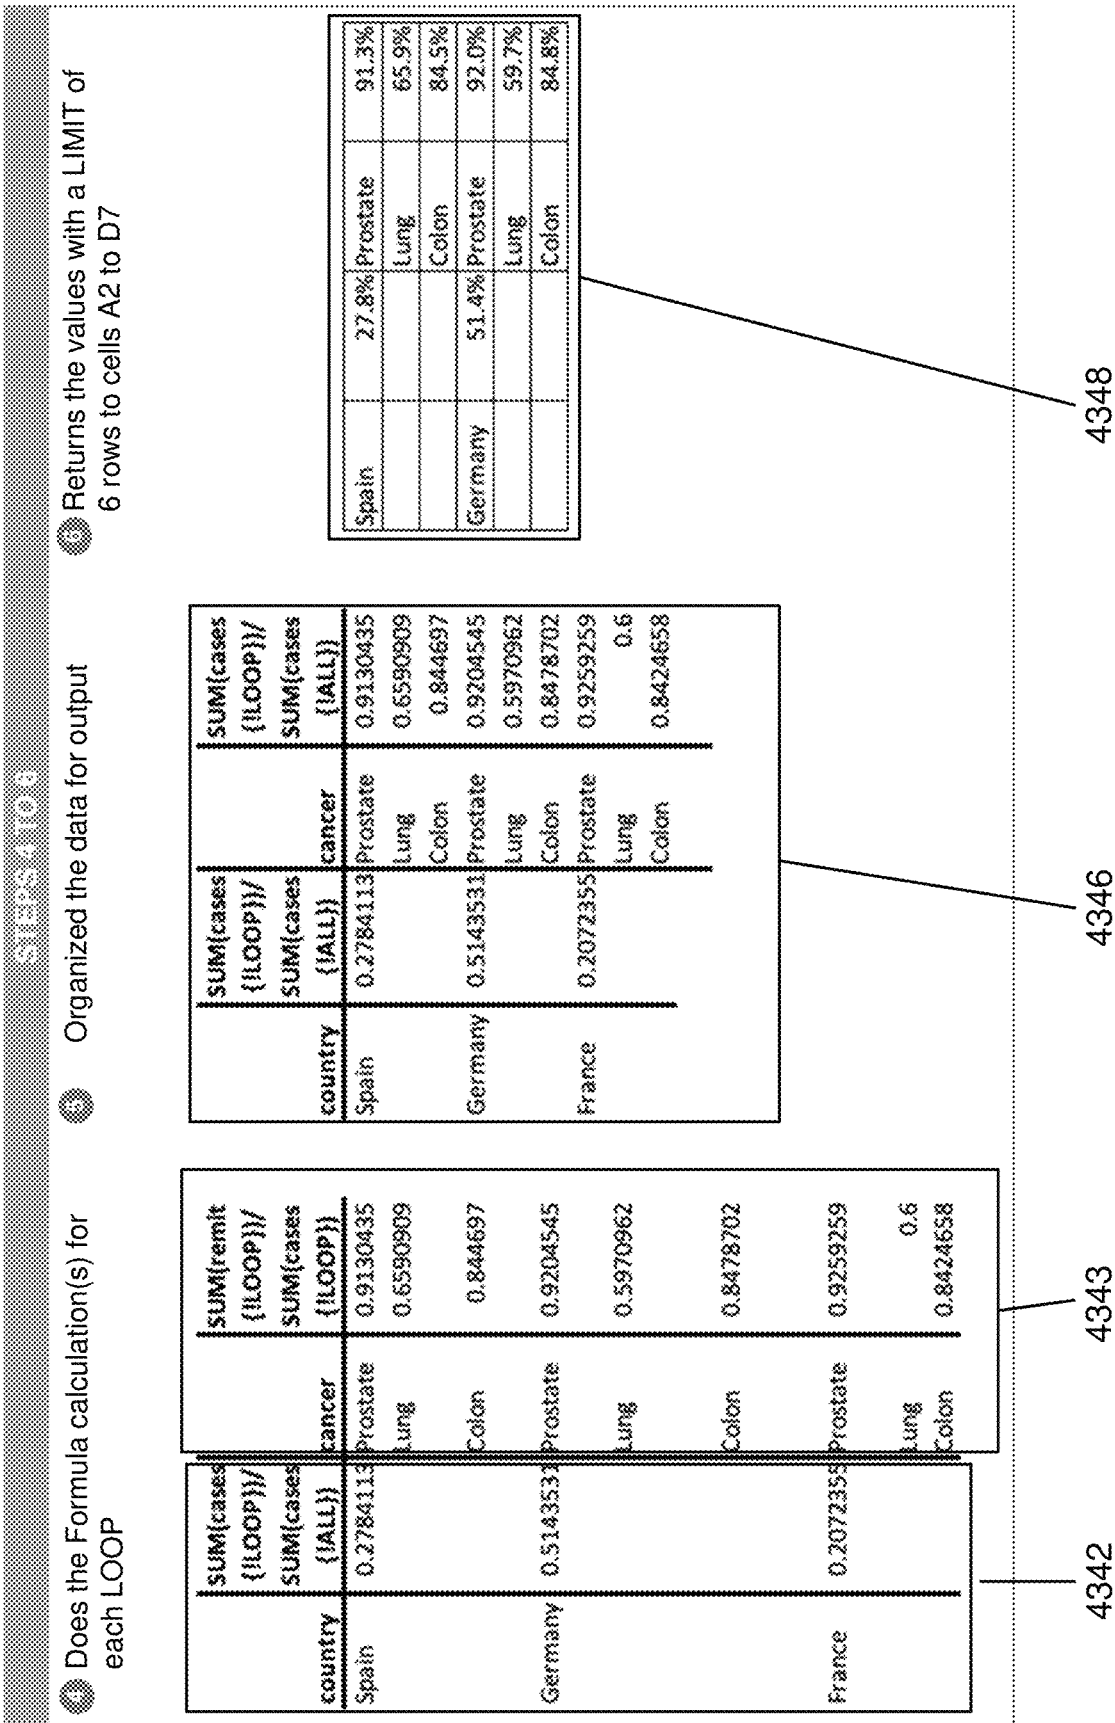 STEPS 4 TO 6
4 Does the Formula calculation(s) for
each LOOP
country | SUM(cases {!LOOP})/ SUM(cases {!ALL}) | cancer | SUM(remit {!LOOP})/ SUM(cases {!LOOP})
Spain 0.2784113 Prostate 0.9130435
Lung 0.6590909
Colon 0.844697
Germany 0.5143531 Prostate 0.9204545
Lung 0.5970962
Colon 0.8478702
France 0.2072355 Prostate 0.9259259
Lung 0.6
Colon 0.8424658
4342
4343
5 Organized the data for output
country | SUM(cases {!LOOP})/ SUM(cases {!ALL}) | cancer | SUM(cases {!LOOP})/ SUM(cases {!ALL})
Spain 0.2784113 Prostate 0.9130435
Lung 0.6590909
Colon 0.844697
Germany 0.5143531 Prostate 0.9204545
Lung 0.5970962
Colon 0.8478702
France 0.2072355 Prostate 0.9259259
Lung 0.6
Colon 0.8424658
4346
6 Returns the values with a LIMIT of
6 rows to cells A2 to D7
Spain 27.8% Prostate 91.3%
Lung 65.9%
Colon 84.5%
Germany 51.4% Prostate 92.0%
Lung 59.7%
Colon 84.8%
4348